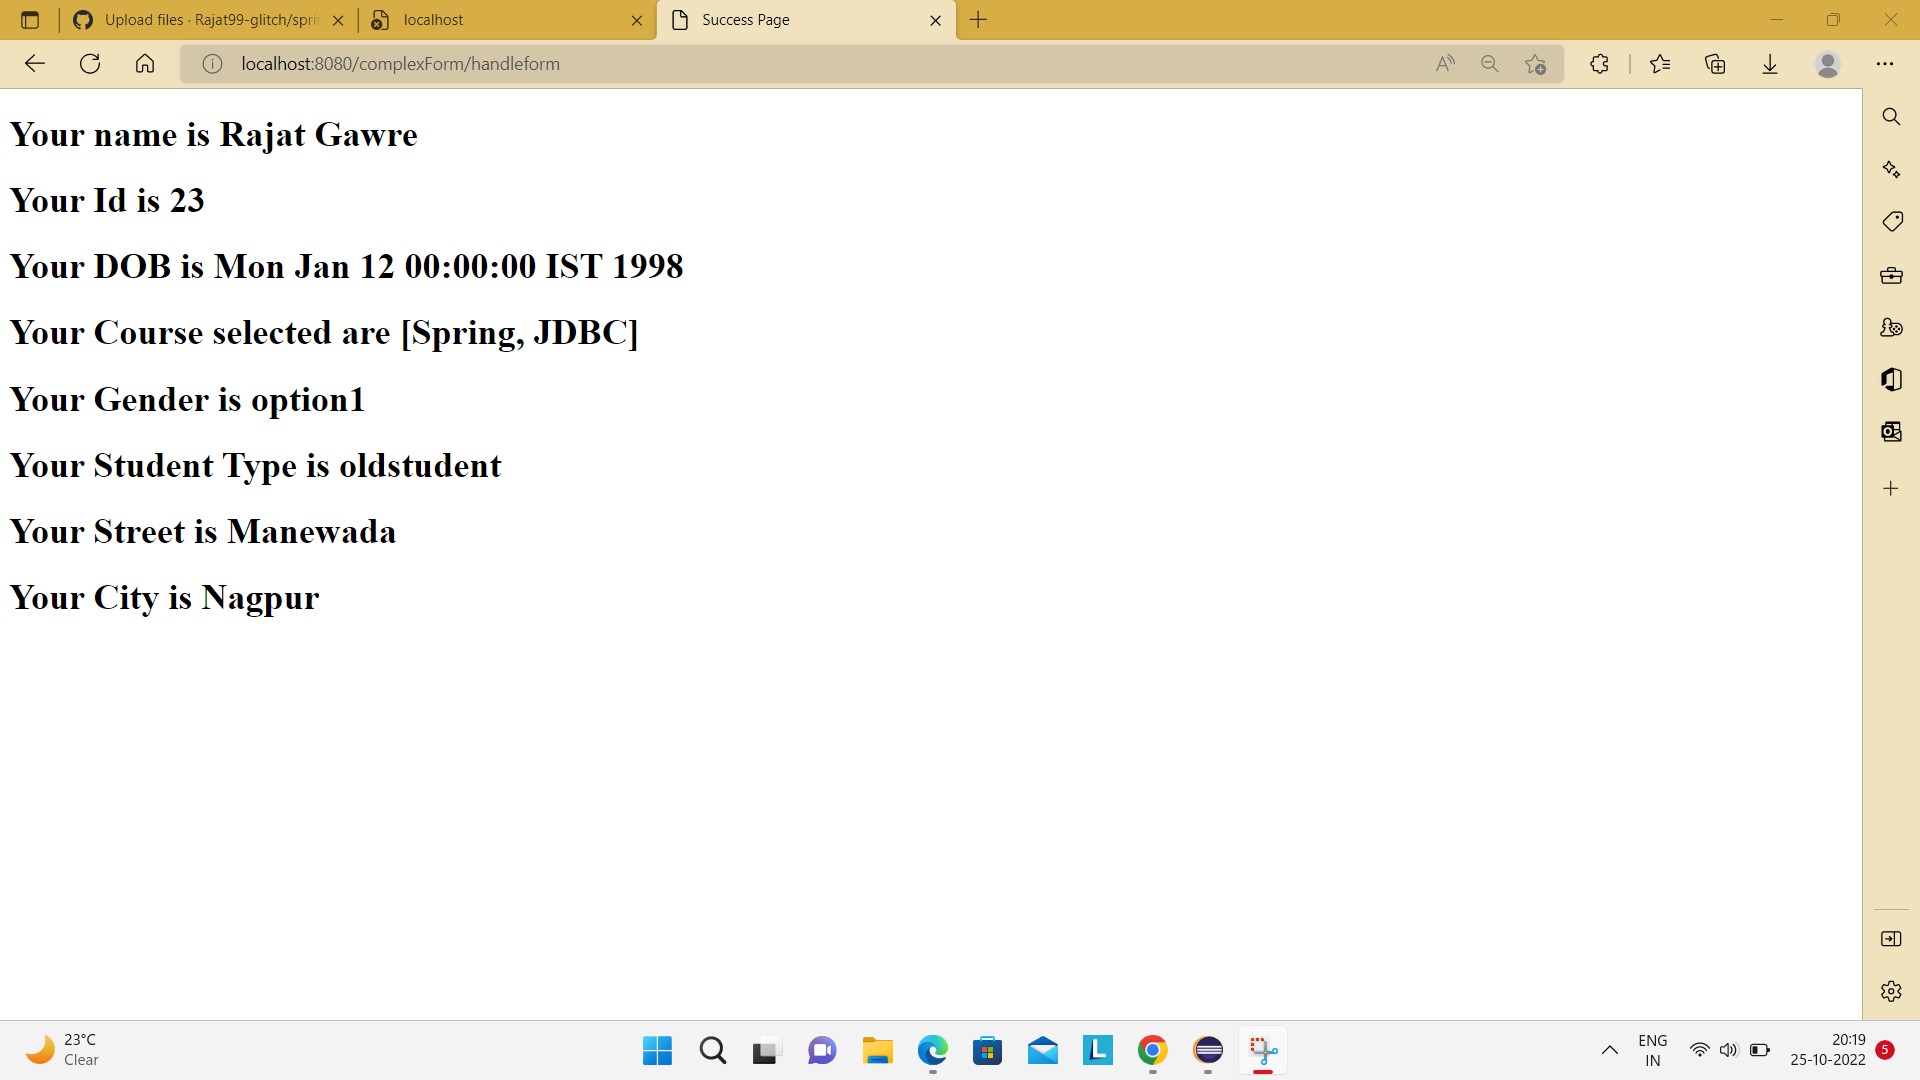 Upload files · Rajat99-glitch/spri
localhost
Success Page
localhost:8080/complexForm/handleform
Your name is Rajat Gawre
Your Id is 23
Your DOB is Mon Jan 12 00:00:00 IST 1998
Your Course selected are [Spring, JDBC]
Your Gender is option1
Your Student Type is oldstudent
Your Street is Manewada
Your City is Nagpur
23°C
Clear
ENG
IN
20:19
25-10-2022
5